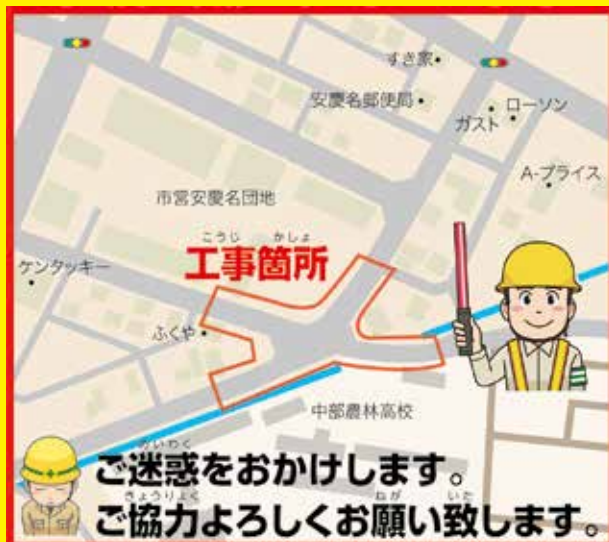 すき家
安慶名郵便局
ガスト
ローソン
A-プライス
市営安慶名団地
こうじ かしょ
工事箇所
ケンタッキー
ふくや
中部農林高校
めいわく
ご迷惑をおかけします。
きょうりょく ねが いた
ご協力よろしくお願い致します。